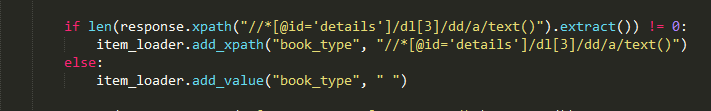 if len(response.xpath("//*[@id='details']/dl[3]/dd/a/text()").extract()) != 0:
    item_loader.add_xpath("book_type", "//*[@id='details']/dl[3]/dd/a/text()")
else:
    item_loader.add_value("book_type", " ")